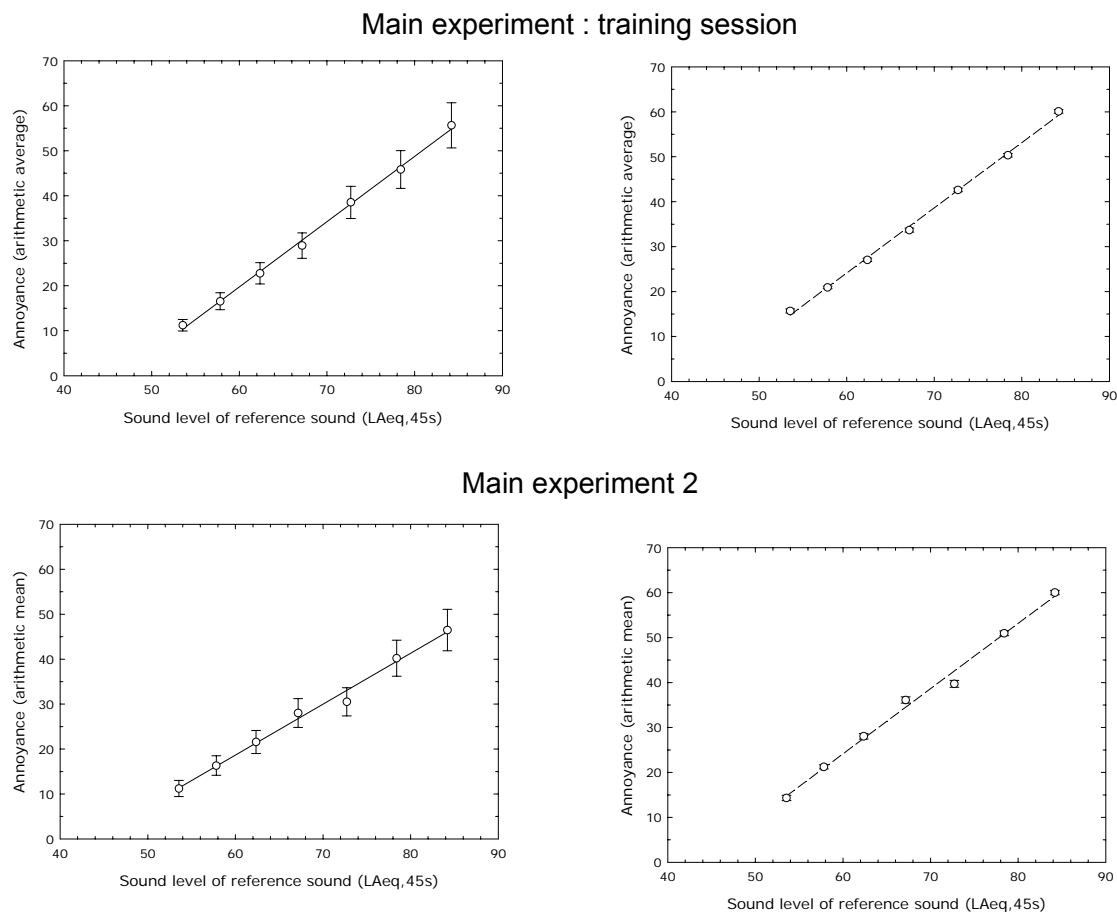 Main experiment : training session
Annoyance (arithmetic average)
70
60
50
40
30
20
10
0
40 50 60 70 80 90
Sound level of reference sound (LAeq,45s)
Annoyance (arithmetic average)
70
60
50
40
30
20
10
0
40 50 60 70 80 90
Sound level of reference sound (LAeq,45s)
Main experiment 2
Annoyance (arithmetic mean)
70
60
50
40
30
20
10
0
40 50 60 70 80 90
Sound level of reference sound (LAeq,45s)
Annoyance (arithmetic mean)
70
60
50
40
30
20
10
0
40 50 60 70 80 90
Sound level of reference sound (LAeq,45s)